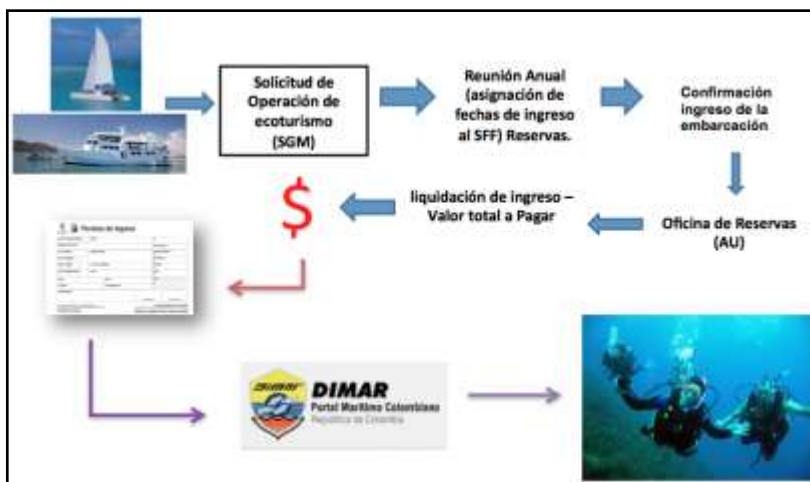 Solicitud de
Operación de
ecoturismo
(SGM)
Reunión Anual
(asignación de
fechas de ingreso
al SFF) Reservas.
Confirmación
ingreso de la
embarcación
Oficina de Reservas
(AU)
liquidación de ingreso –
Valor total a Pagar
$
Permiso de Ingreso
DIMAR
DIMAR
Portal Marítimo Colombiano
República de Colombia